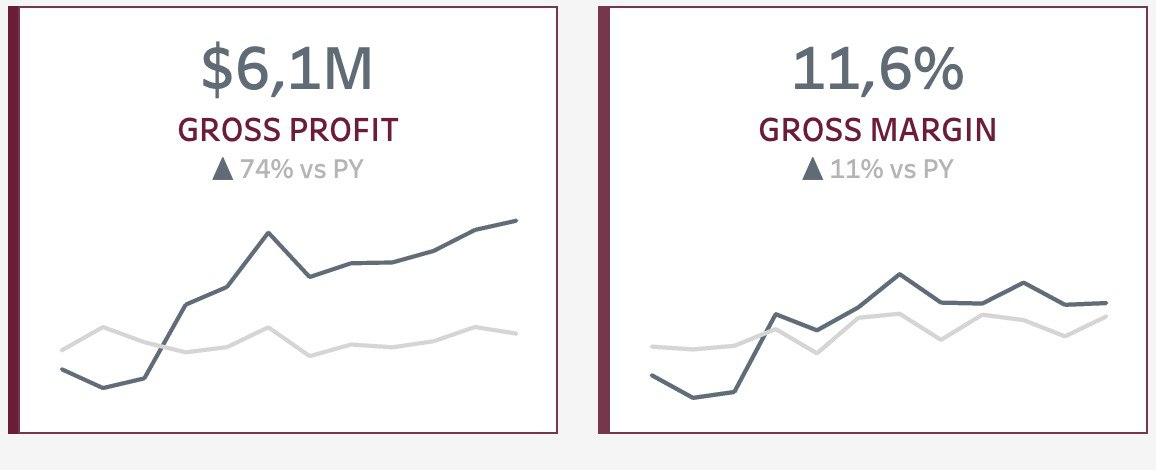 $6,1M
GROSS PROFIT
▲ 74% vs PY
11,6%
GROSS MARGIN
▲ 11% vs PY